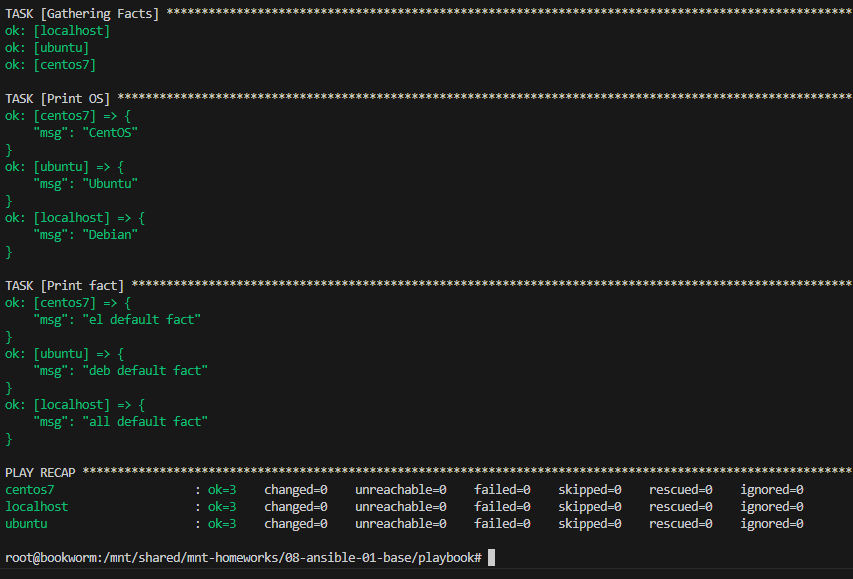 TASK [Gathering Facts] ****************************************************************************************************
ok: [localhost]
ok: [ubuntu]
ok: [centos7]
TASK [Print OS] ***********************************************************************************************************
ok: [centos7] => {
    "msg": "CentOS"
}
ok: [ubuntu] => {
    "msg": "Ubuntu"
}
ok: [localhost] => {
    "msg": "Debian"
}
TASK [Print fact] *********************************************************************************************************
ok: [centos7] => {
    "msg": "el default fact"
}
ok: [ubuntu] => {
    "msg": "deb default fact"
}
ok: [localhost] => {
    "msg": "all default fact"
}
PLAY RECAP ****************************************************************************************************************
centos7                    : ok=3    changed=0    unreachable=0    failed=0    skipped=0    rescued=0    ignored=0
localhost                  : ok=3    changed=0    unreachable=0    failed=0    skipped=0    rescued=0    ignored=0
ubuntu                     : ok=3    changed=0    unreachable=0    failed=0    skipped=0    rescued=0    ignored=0
root@bookworm:/mnt/shared/mnt-homeworks/08-ansible-01-base/playbook#